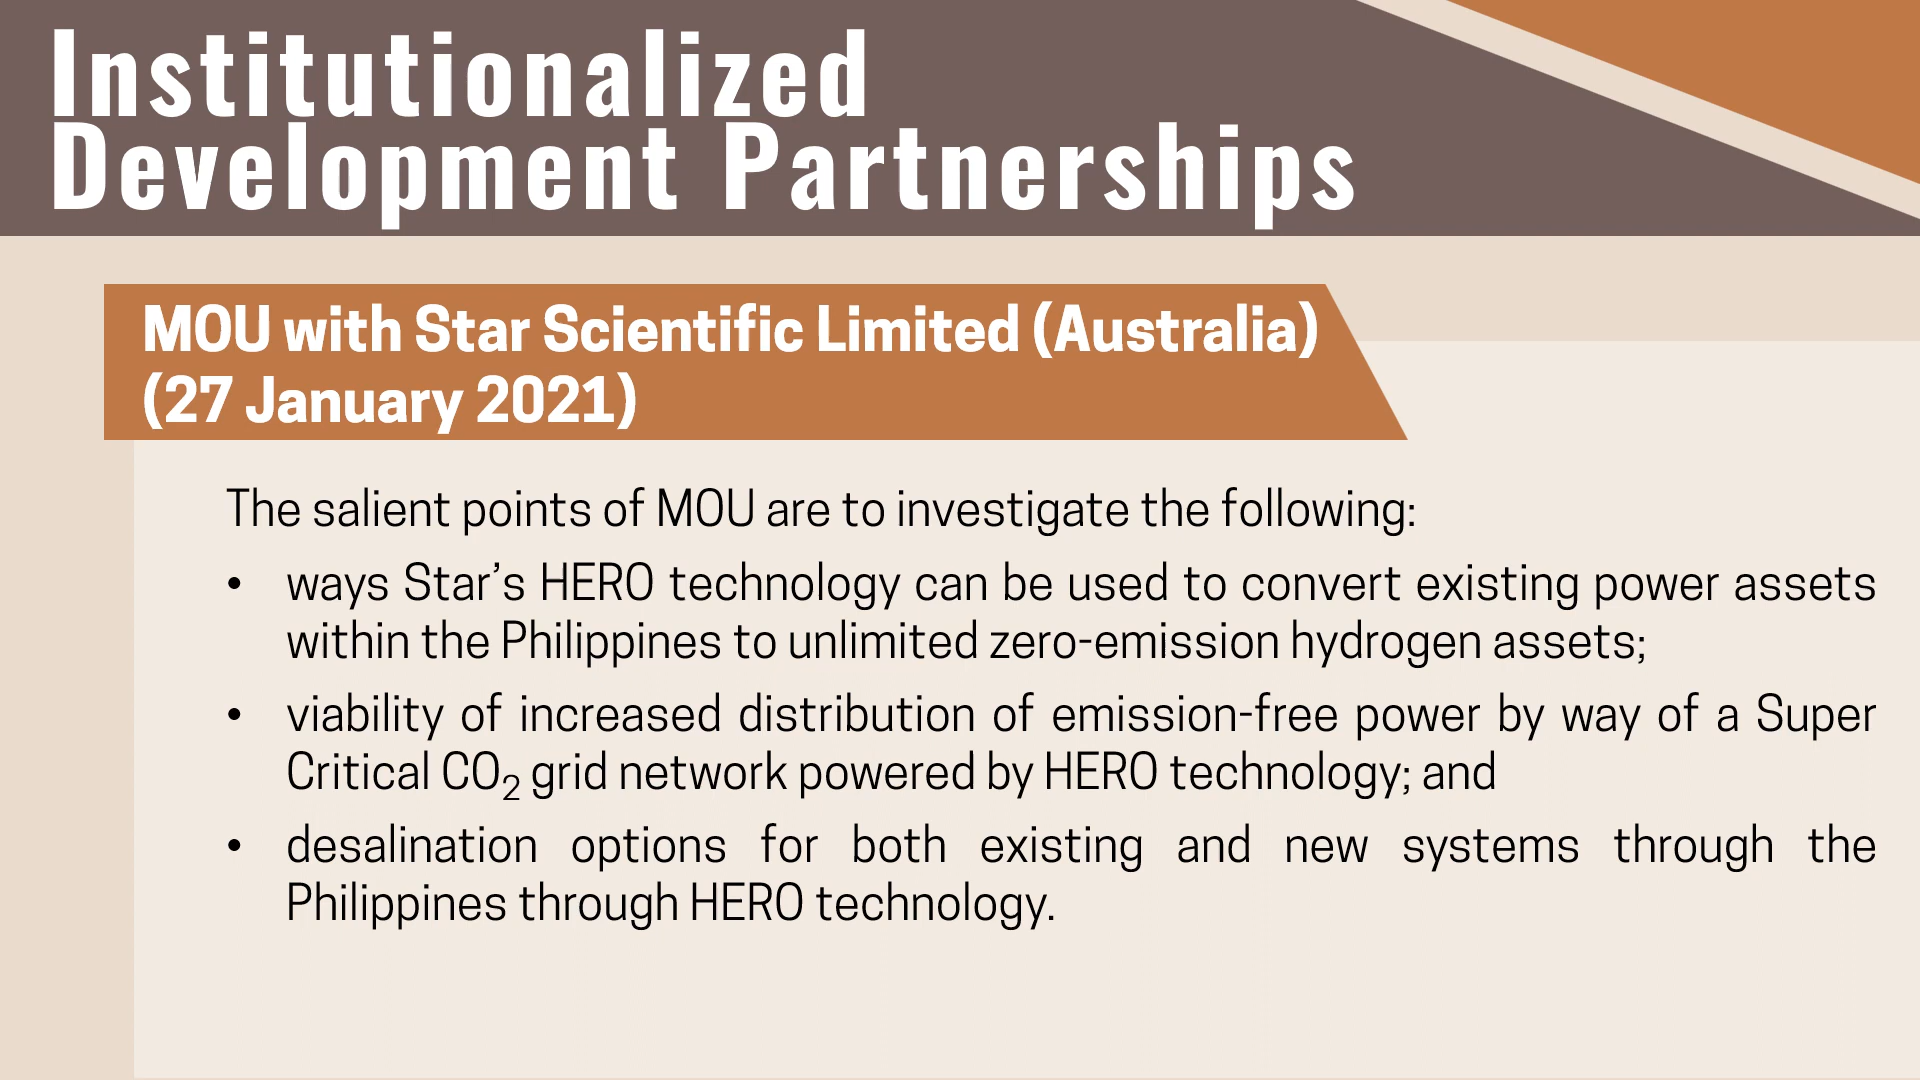 Institutionalized
Development Partnerships
MOU with Star Scientific Limited (Australia)
(27 January 2021)
The salient points of MOU are to investigate the following:
• ways Star’s HERO technology can be used to convert existing power assets
within the Philippines to unlimited zero-emission hydrogen assets;
• viability of increased distribution of emission-free power by way of a Super
Critical CO₂ grid network powered by HERO technology; and
• desalination options for both existing and new systems through the
Philippines through HERO technology.